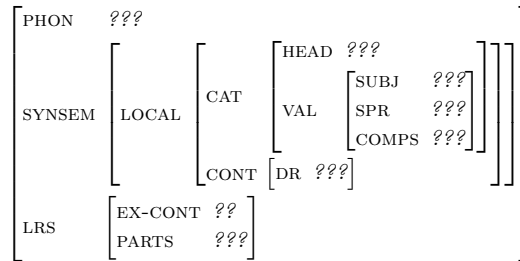 PHON ???
HEAD ???
SUBJ ???
CAT
SYNSEM LOCAL VAL SPR ???
COMPS ???
CONT DR ???
EX-CONT ??
LRS
PARTS ???